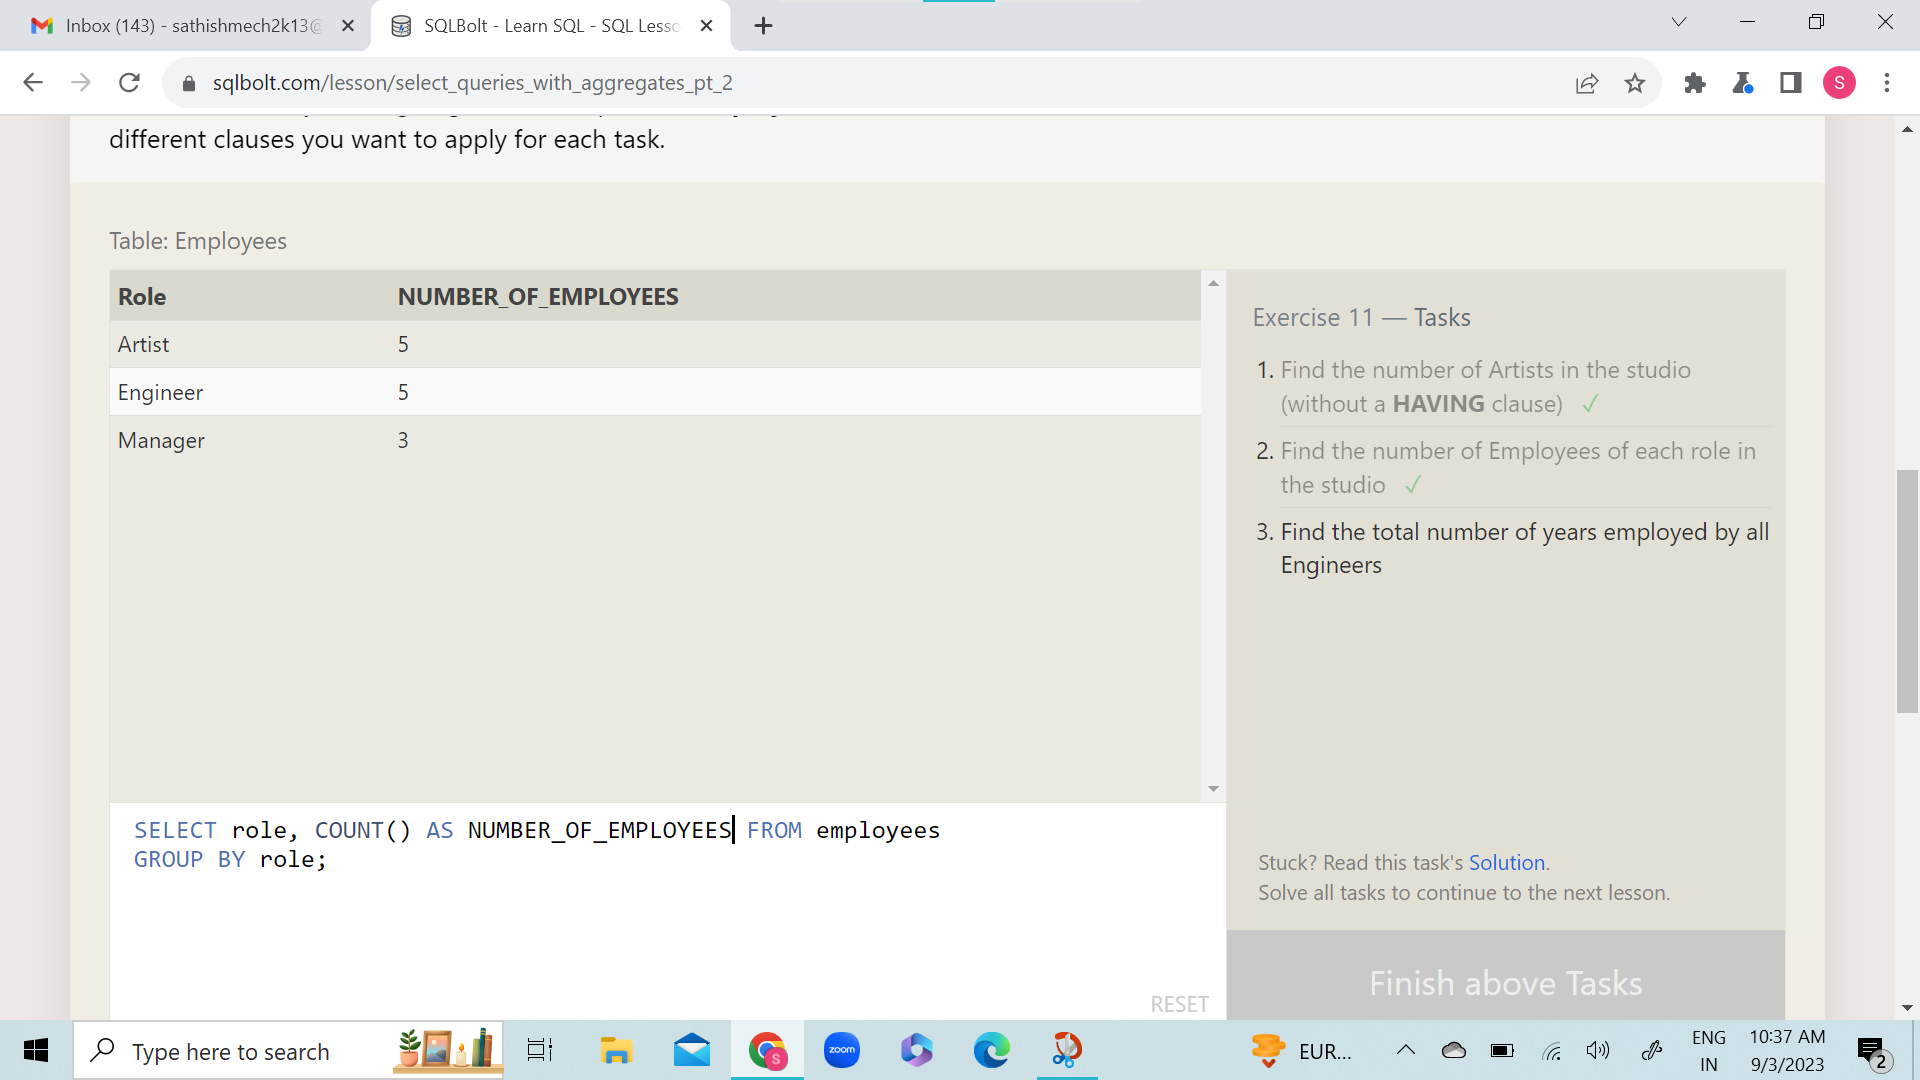 Inbox (143) - sathishmech2k13@
SQLBolt - Learn SQL - SQL Lesso
sqlbolt.com/lesson/select_queries_with_aggregates_pt_2
S
different clauses you want to apply for each task.
Table: Employees
Role NUMBER_OF_EMPLOYEES
Artist 5
Engineer 5
Manager 3
Exercise 11 — Tasks
1. Find the number of Artists in the studio
(without a HAVING clause) ✓
2. Find the number of Employees of each role in
the studio ✓
3. Find the total number of years employed by all
Engineers
SELECT role, COUNT() AS NUMBER_OF_EMPLOYEES FROM employees
GROUP BY role;
RESET
Stuck? Read this task's Solution.
Solve all tasks to continue to the next lesson.
Finish above Tasks
Type here to search
S
zoom
EUR...
ENG
IN
10:37 AM
9/3/2023
2